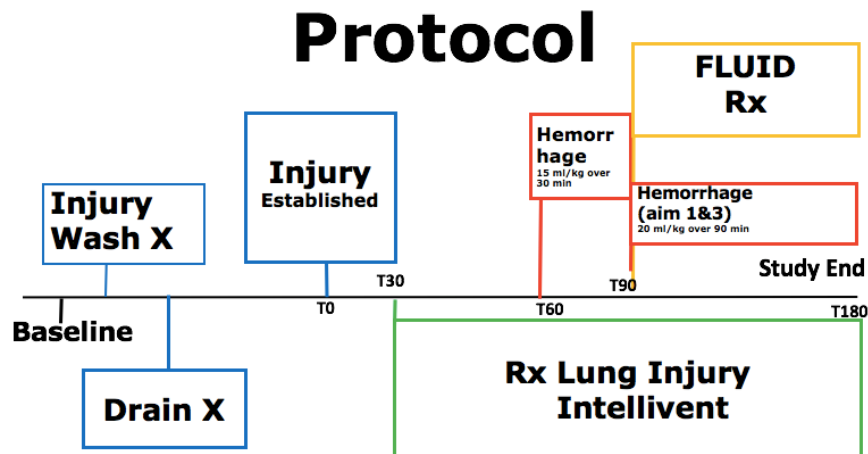 Protocol
FLUID
Rx
Hemorr
hage
15 ml/kg over
30 min
Injury
Established
Injury
Wash X
Hemorrhage
(aim 1&3)
20 ml/kg over 90 min
Study End
T30
T90
T0
T60
T180
Baseline
Drain X
Rx Lung Injury
Intellivent